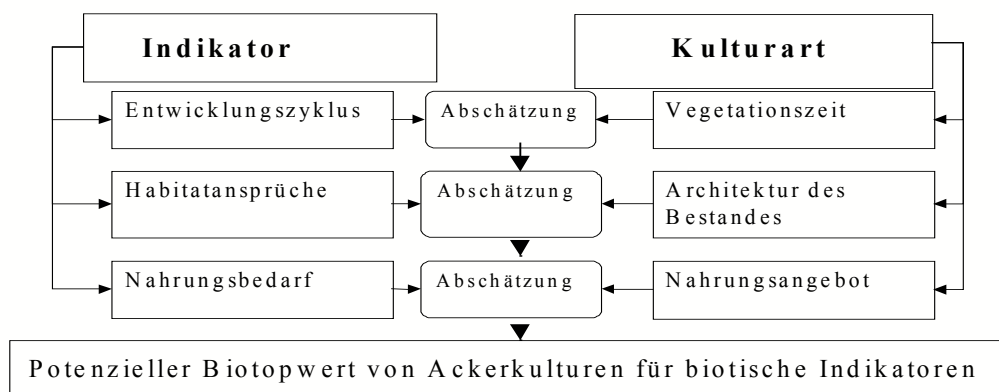 Indikator
Kulturart
Entwicklungszyklus
Abschätzung
Vegetationszeit
Habitatansprüche
Abschätzung
Architektur des
Bestandes
Nahrungsbedarf
Abschätzung
Nahrungsangebot
Potenzieller Biotopwert von Ackerkulturen für biotische Indikatoren